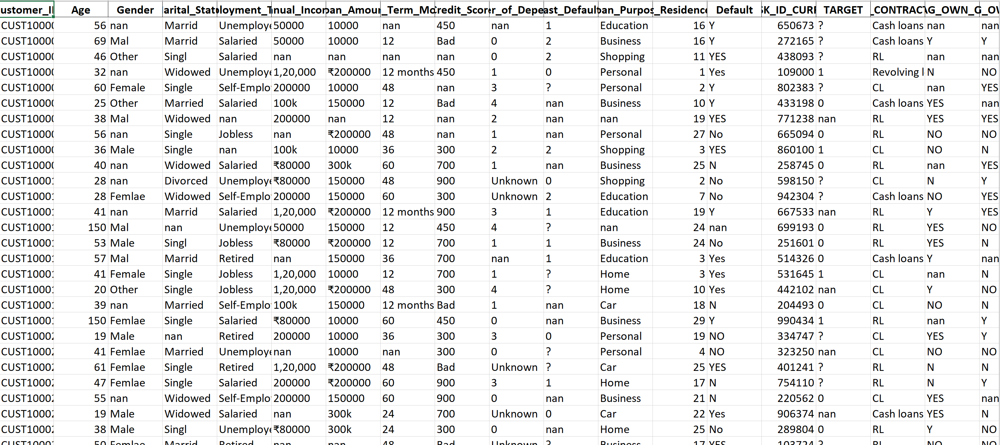 ustomer_I Age Gender arital_Stat loyment_T nual_Incor oan_Amour _Term_Mo redit_Score r_of_Depe ast_Default oan_Purpos _Residence Default SK_ID_CURR TARGET _CONTRACT AG_OWN_C G_OW
CUST10000 56 nan Marrid Unemploye 50000 10000 nan 450 nan 1 Education 16 Y 650673 ? Cash loans nan nan
CUST10000 69 Mal Marrid Salaried 50000 10000 12 Bad 0 2 Business 16 Y 272165 ? Cash loans Y Y
CUST10000 46 Other Singl Salaried nan nan nan nan 0 2 Shopping 11 YES 438093 ? RL nan nan
CUST10000 32 nan Widowed Unemploye 1,20,000 ₹200000 12 months 450 1 0 Personal 1 Yes 109000 1 Revolving l N NO
CUST10000 60 Female Single Self-Emplo 200000 10000 48 nan 3 ? Personal 2 Y 802383 ? CL nan YES
CUST10000 25 Other Married Salaried 100k 150000 12 Bad 4 nan Business 10 Y 433198 0 Cash loans YES nan
CUST10000 38 Mal Widowed nan 200000 nan 12 nan 2 nan nan 19 YES 771238 nan RL YES YES
CUST10000 56 nan Single Jobless nan ₹200000 48 nan 1 nan Personal 27 No 665094 0 RL NO NO
CUST10000 36 Male Single nan 100k 10000 36 300 2 2 Shopping 3 YES 860100 1 CL NO N
CUST10000 40 nan Widowed Salaried ₹80000 300k 60 700 1 nan Business 25 N 258745 0 RL nan YES
CUST10001 28 nan Divorced Unemploye ₹80000 150000 48 900 Unknown 0 Shopping 2 No 598150 ? CL N Y
CUST10001 28 Femlae Widowed Self-Emplo 200000 150000 60 300 Unknown 2 Education 7 No 942304 ? Cash loans NO YES
CUST10001 41 nan Marrid Salaried 1,20,000 ₹200000 12 months 900 3 1 Education 19 Y 667533 nan RL Y YES
CUST10001 150 Mal nan Unemploye 50000 150000 12 450 4 ? nan 24 nan 699193 0 RL YES NO
CUST10001 53 Male Singl Jobless ₹80000 ₹200000 12 700 1 1 Business 24 No 251601 0 RL YES N
CUST10001 57 Mal Marrid Retired nan 150000 36 700 nan 1 Education 3 Yes 514326 0 Cash loans Y nan
CUST10001 41 Female Single Jobless 1,20,000 10000 12 700 1 ? Home 3 Yes 531645 1 CL nan N
CUST10001 20 Other Single Jobless 1,20,000 ₹200000 48 300 4 ? Home 10 Yes 442102 nan CL Y NO
CUST10001 39 nan Married Self-Emplo 100k 150000 12 months Bad 1 nan Car 18 N 204493 0 CL NO N
CUST10001 150 Femlae Single Salaried ₹80000 10000 60 450 0 nan Business 29 Y 990434 1 RL nan Y
CUST10002 19 Male nan Retired 200000 10000 36 300 3 0 Personal 19 NO 334747 ? CL YES Y
CUST10002 41 Femlae Married Unemploye nan 10000 nan 300 0 ? Personal 4 NO 323250 nan CL NO NO
CUST10002 61 Femlae Single Retired 1,20,000 ₹200000 48 Bad Unknown ? Car 25 YES 401241 ? RL N N
CUST10002 47 Femlae Single Salaried 200000 ₹200000 60 900 3 1 Home 17 N 754110 ? RL N Y
CUST10002 55 nan Widowed Self-Emplo 200000 150000 60 900 0 nan Business 21 N 220562 0 CL YES nan
CUST10002 19 Male Widowed Salaried nan 300k 24 700 Unknown 0 Car 22 Yes 906374 nan Cash loans YES N
CUST10002 38 Male Singl Unemploye ₹80000 300k 24 300 0 nan Home 25 No 289804 0 RL Y NO
CUST10002 50 Femlae Marrid Retired nan nan 48 Bad Unknown ? Business 17 YES 103724 ? RL NO NO